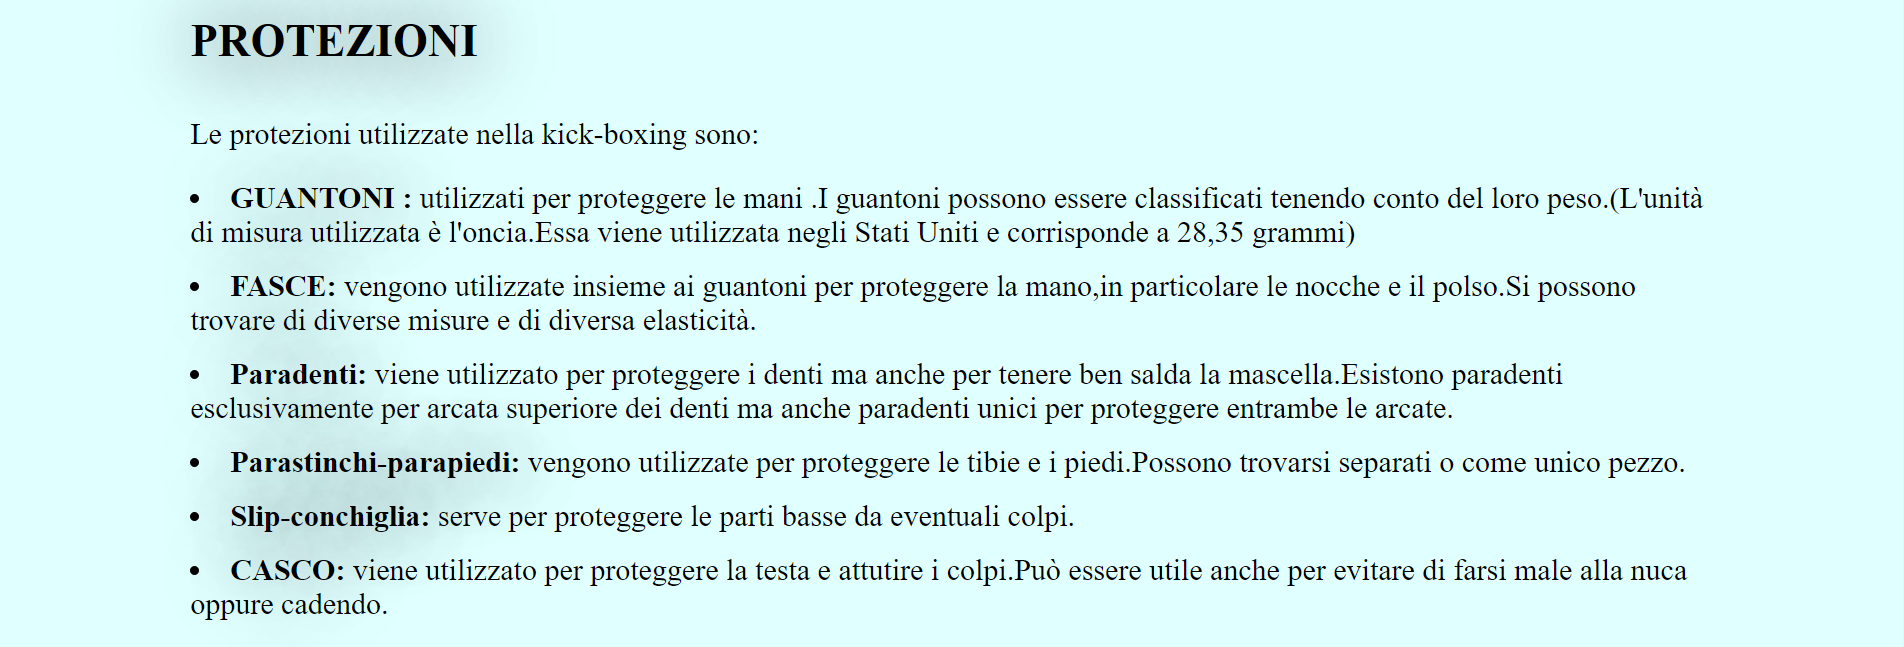 PROTEZIONI
Le protezioni utilizzate nella kick-boxing sono:
• GUANTONI : utilizzati per proteggere le mani .I guantoni possono essere classificati tenendo conto del loro peso.(L'unità
di misura utilizzata è l'oncia.Essa viene utilizzata negli Stati Uniti e corrisponde a 28,35 grammi)
• FASCE: vengono utilizzate insieme ai guantoni per proteggere la mano,in particolare le nocche e il polso.Si possono
trovare di diverse misure e di diversa elasticità.
• Paradenti: viene utilizzato per proteggere i denti ma anche per tenere ben salda la mascella.Esistono paradenti
esclusivamente per arcata superiore dei denti ma anche paradenti unici per proteggere entrambe le arcate.
• Parastinchi-parapiedi: vengono utilizzate per proteggere le tibie e i piedi.Possono trovarsi separati o come unico pezzo.
• Slip-conchiglia: serve per proteggere le parti basse da eventuali colpi.
• CASCO: viene utilizzato per proteggere la testa e attutire i colpi.Può essere utile anche per evitare di farsi male alla nuca
oppure cadendo.